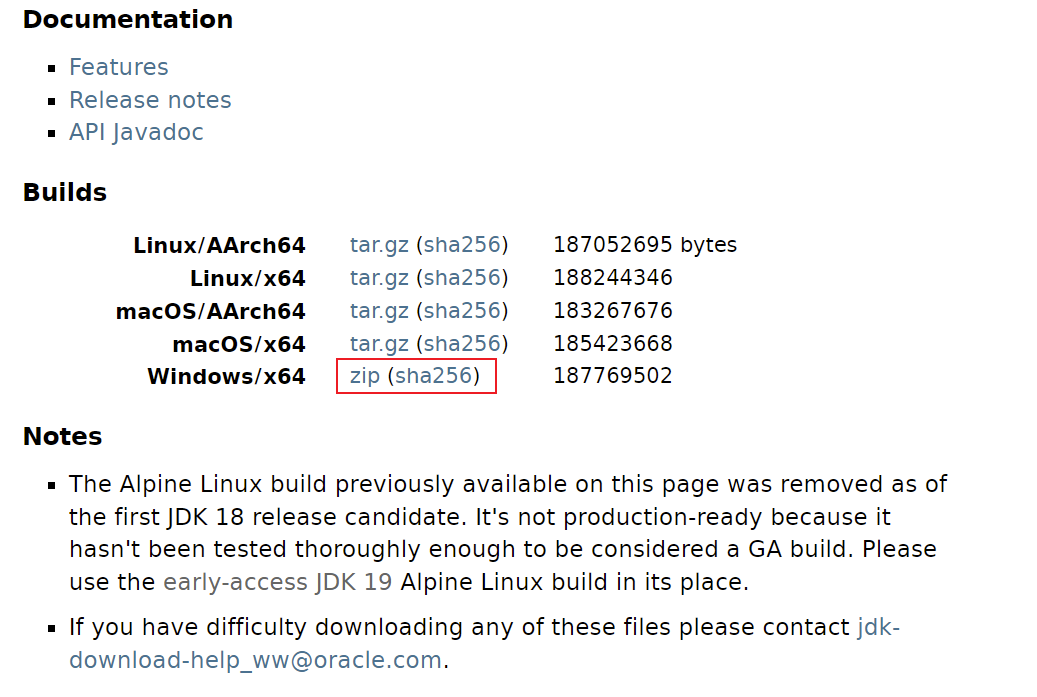 Documentation
Features
Release notes
API Javadoc
Builds
Linux/AArch64 tar.gz (sha256) 187052695 bytes
Linux/x64 tar.gz (sha256) 188244346
macOS/AArch64 tar.gz (sha256) 183267676
macOS/x64 tar.gz (sha256) 185423668
Windows/x64 zip (sha256) 187769502
Notes
The Alpine Linux build previously available on this page was removed as of
the first JDK 18 release candidate. It's not production-ready because it
hasn't been tested thoroughly enough to be considered a GA build. Please
use the early-access JDK 19 Alpine Linux build in its place.
If you have difficulty downloading any of these files please contact jdk-
download-help_ww@oracle.com.